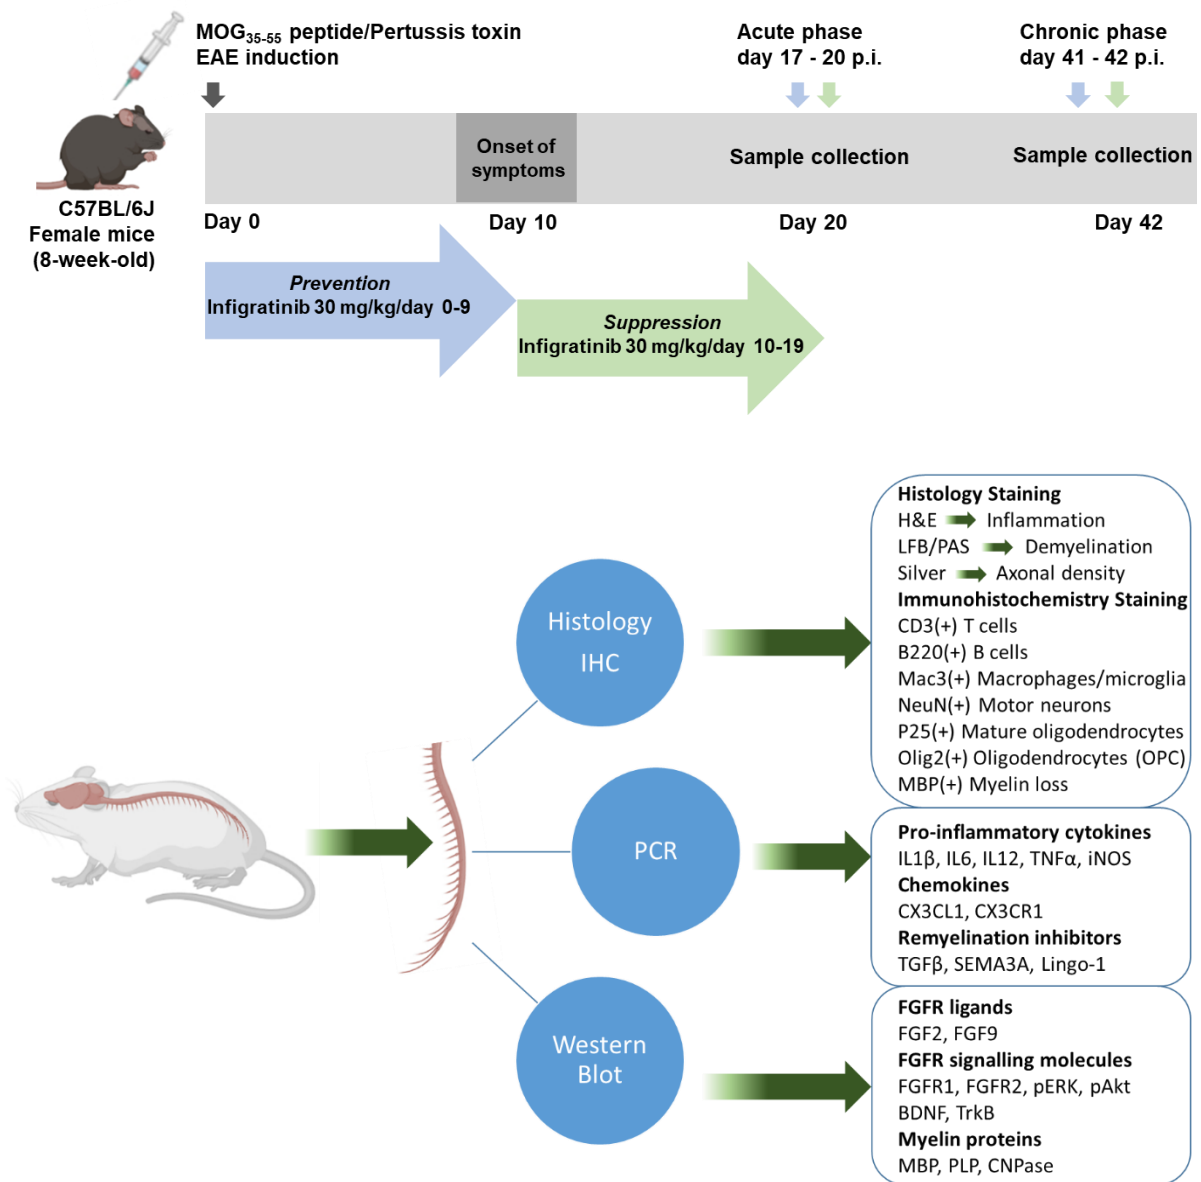 MOG35-55 peptide/Pertussis toxin
EAE induction
Acute phase
day 17 - 20 p.i.
Chronic phase
day 41 - 42 p.i.
Onset of
symptoms
Sample collection
Sample collection
C57BL/6J
Female mice
(8-week-old)
Day 0
Day 10
Day 20
Day 42
Prevention
Infigratinib 30 mg/kg/day 0-9
Suppression
Infigratinib 30 mg/kg/day 10-19
Histology
IHC
Histology Staining
H&E Inflammation
LFB/PAS Demyelination
Silver Axonal density
Immunohistochemistry Staining
CD3(+) T cells
B220(+) B cells
Mac3(+) Macrophages/microglia
NeuN(+) Motor neurons
P25(+) Mature oligodendrocytes
Olig2(+) Oligodendrocytes (OPC)
MBP(+) Myelin loss
PCR
Pro-inflammatory cytokines
IL1β, IL6, IL12, TNFα, iNOS
Chemokines
CX3CL1, CX3CR1
Remyelination inhibitors
TGFβ, SEMA3A, Lingo-1
Western
Blot
FGFR ligands
FGF2, FGF9
FGFR signalling molecules
FGFR1, FGFR2, pERK, pAkt
BDNF, TrkB
Myelin proteins
MBP, PLP, CNPase